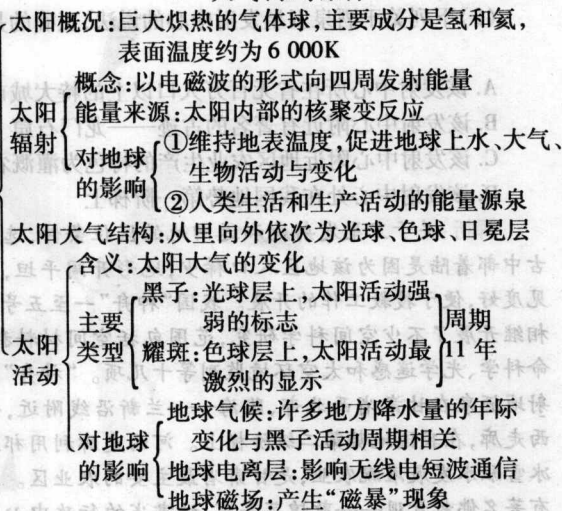 太阳概况:巨大炽热的气体球,主要成分是氢和氦,
表面温度约为6 000K
太阳
辐射
概念:以电磁波的形式向四周发射能量
能量来源:太阳内部的核聚变反应
对地球
的影响
①维持地表温度,促进地球上水、大气、
生物活动与变化
②人类生活和生产活动的能量源泉
太阳大气结构:从里向外依次为光球、色球、日冕层
太阳
活动
含义:太阳大气的变化
主要
类型
黑子:光球层上,太阳活动强
弱的标志
耀斑:色球层上,太阳活动最
激烈的显示
周期
11年
对地球
的影响
地球气候:许多地方降水量的年际
变化与黑子活动周期相关
地球电离层:影响无线电短波通信
地球磁场:产生“磁暴”现象